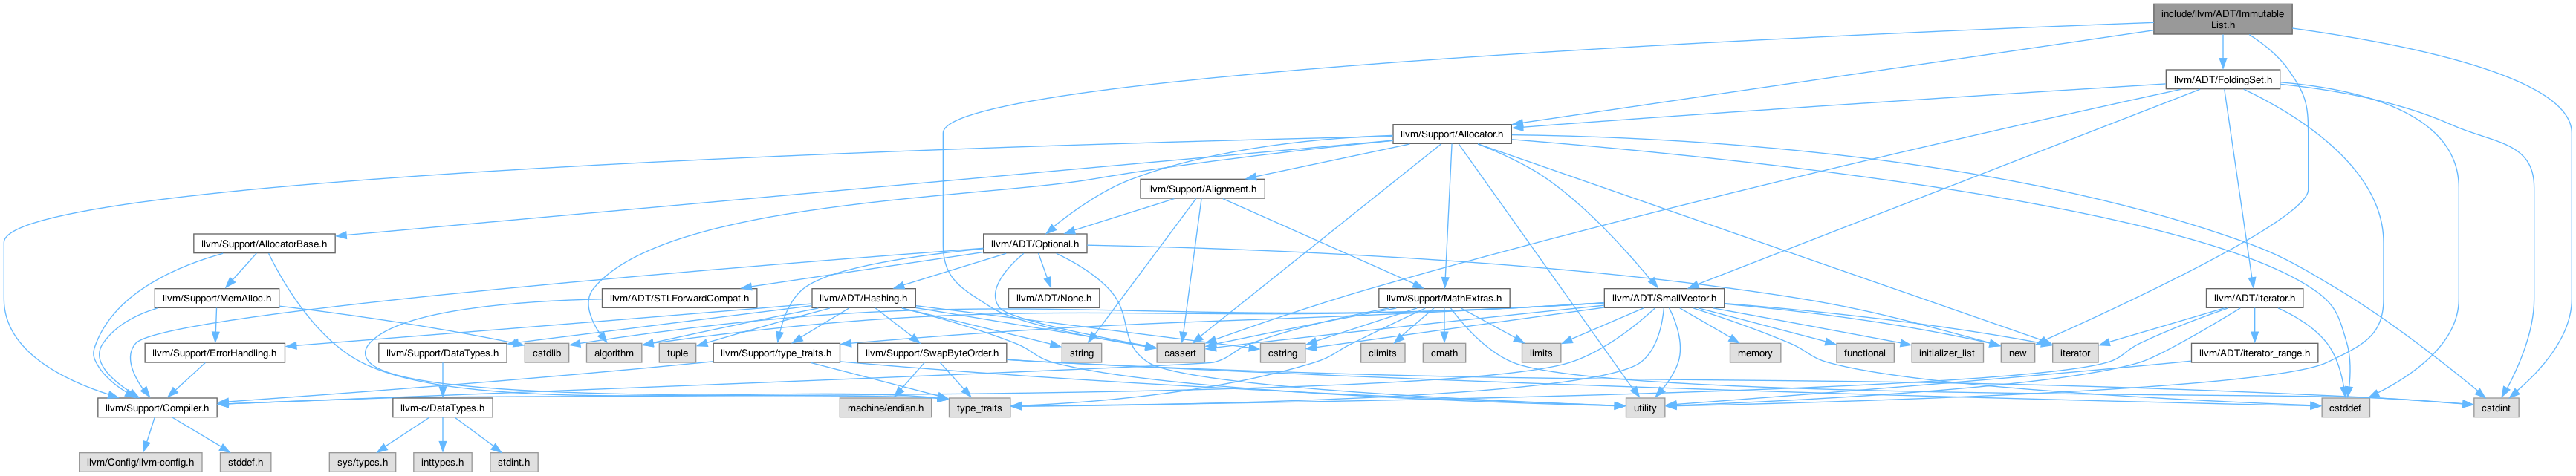 include/llvm/ADT/Immutable
List.h
llvm/ADT/FoldingSet.h
llvm/Support/Allocator.h
llvm/Support/Alignment.h
llvm/Support/AllocatorBase.h
llvm/ADT/Optional.h
llvm/Support/MemAlloc.h
llvm/ADT/STLForwardCompat.h
llvm/ADT/Hashing.h
llvm/ADT/None.h
llvm/Support/MathExtras.h
llvm/ADT/SmallVector.h
llvm/ADT/iterator.h
llvm/Support/ErrorHandling.h
llvm/Support/DataTypes.h
cstdlib
algorithm
tuple
llvm/Support/type_traits.h
llvm/Support/SwapByteOrder.h
string
cassert
cstring
climits
cmath
limits
memory
functional
initializer_list
new
iterator
llvm/ADT/iterator_range.h
llvm/Support/Compiler.h
llvm-c/DataTypes.h
machine/endian.h
type_traits
utility
cstddef
cstdint
llvm/Config/llvm-config.h
stddef.h
sys/types.h
inttypes.h
stdint.h